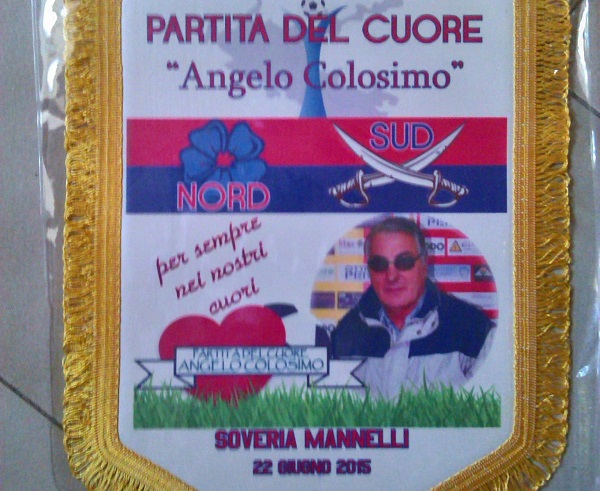 PARTITA DEL CUORE
"Angelo Colosimo"
NORD
SUD
per sempre
nei nostri
cuori
PARTITA DEL CUORE
ANGELO COLOSIMO
SOVERIA MANNELLI
22 GIUGNO 2015